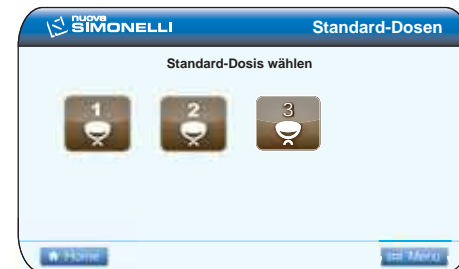 nuova
SIMONELLI
Standard-Dosen
Standard-Dosis wählen
1 2 3
Home Menu